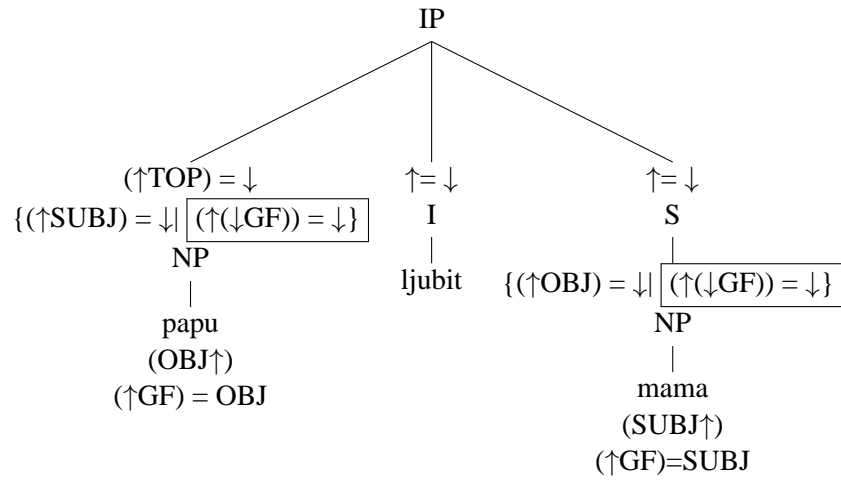 IP
(↑TOP) = ↓ ↑= ↓ ↑= ↓
{(↑SUBJ) = ↓| (↑(↓GF)) = ↓} I S
NP ljubit {(↑OBJ) = ↓| (↑(↓GF)) = ↓}
papu NP
(OBJ↑) mama
(↑GF) = OBJ (SUBJ↑)
(↑GF)=SUBJ